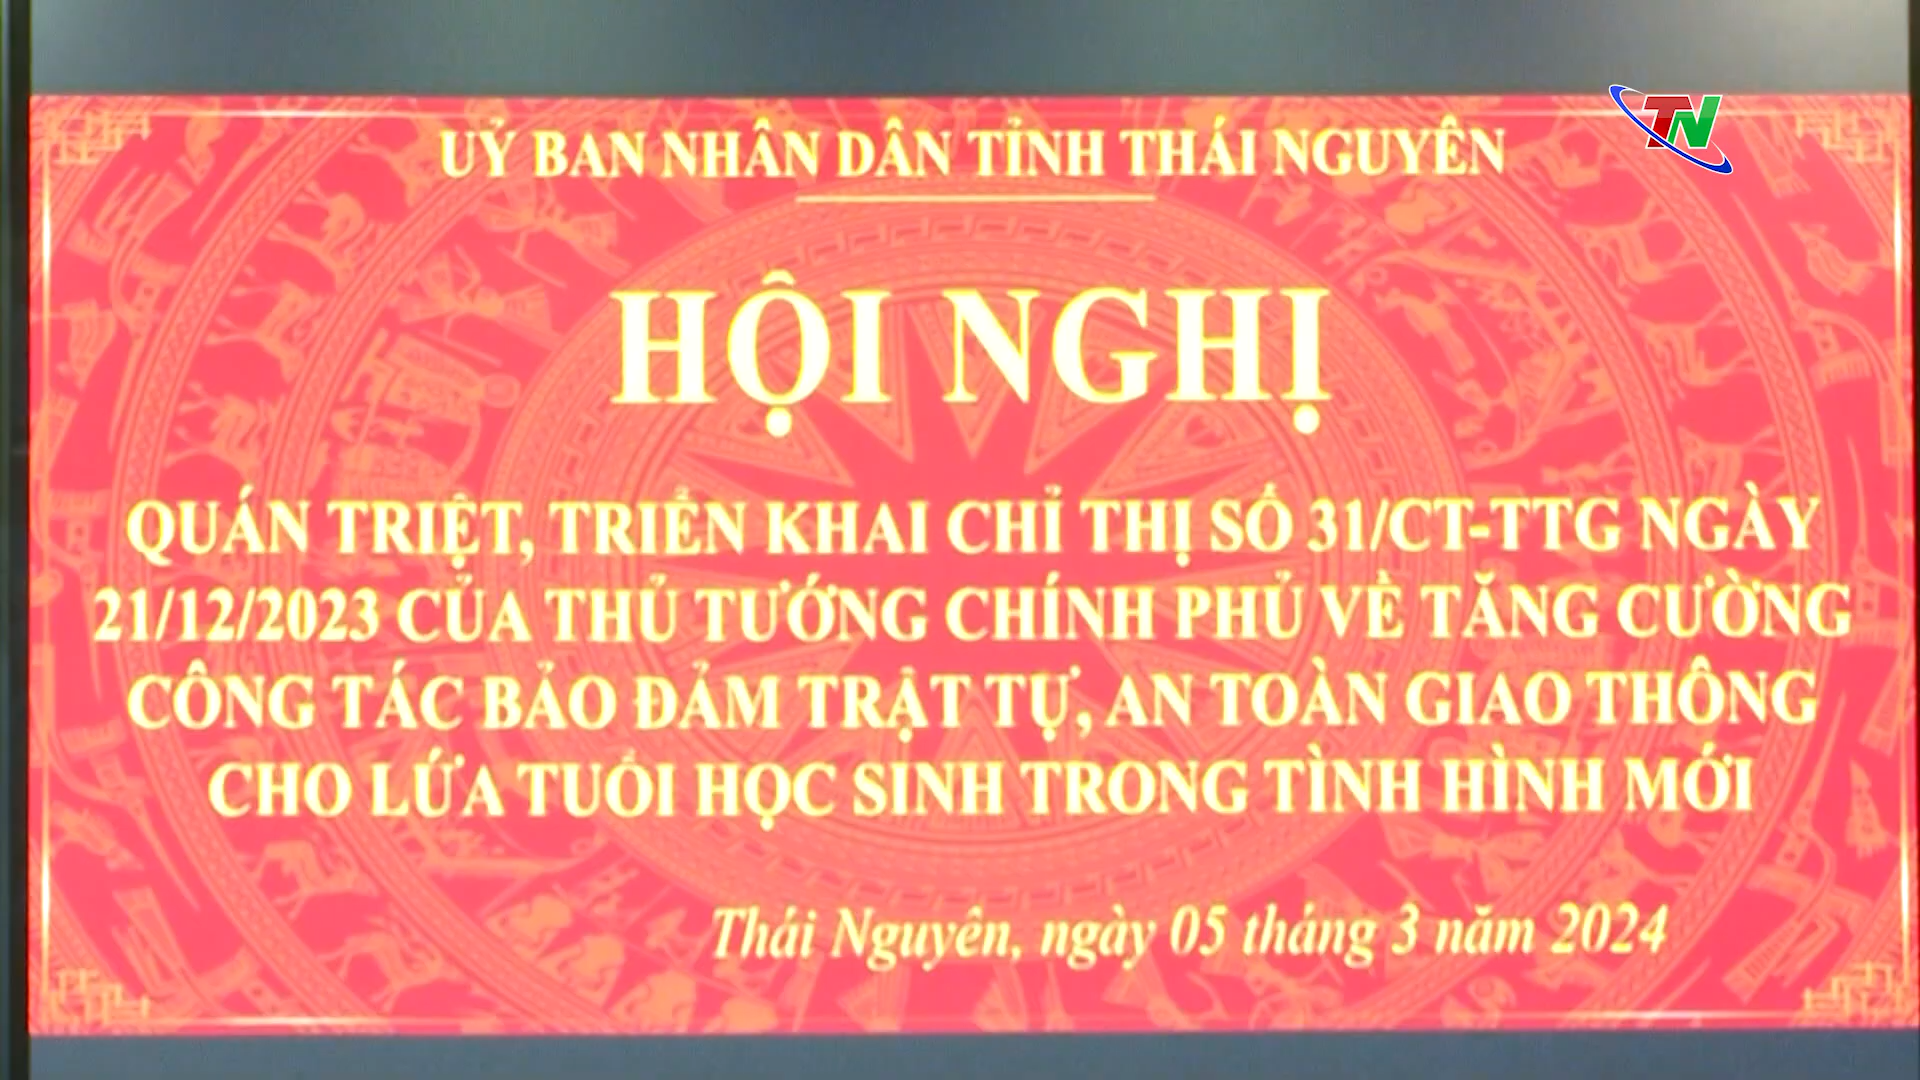 TN
UỶ BAN NHÂN DÂN TỈNH THÁI NGUYÊN
HỘI NGHỊ
QUÁN TRIỆT, TRIỂN KHAI CHỈ THỊ SỐ 31/CT-TTG NGÀY
21/12/2023 CỦA THỦ TƯỚNG CHÍNH PHỦ VỀ TĂNG CƯỜNG
CÔNG TÁC BẢO ĐẢM TRẬT TỰ, AN TOÀN GIAO THÔNG
CHO LỨA TUỔI HỌC SINH TRONG TÌNH HÌNH MỚI
Thái Nguyên, ngày 05 tháng 3 năm 2024